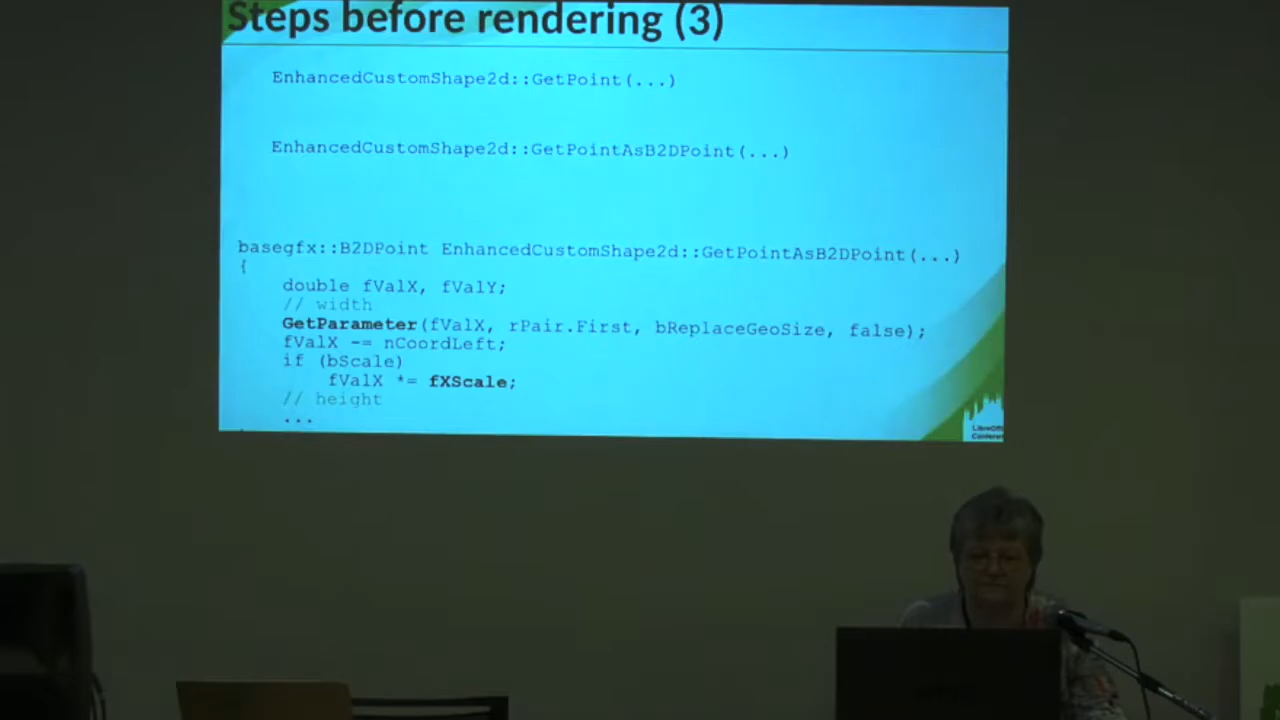 Steps before rendering (3)
EnhancedCustomShape2d::GetPoint(...)
EnhancedCustomShape2d::GetPointAsB2DPoint(...)
basegfx::B2DPoint EnhancedCustomShape2d::GetPointAsB2DPoint(...)
{
double fValX, fValY;
// width
GetParameter(fValX, rPair.First, bReplaceGeoSize, false);
fValX -= nCoordLeft;
if (bScale)
fValX *= fXScale;
// height
...